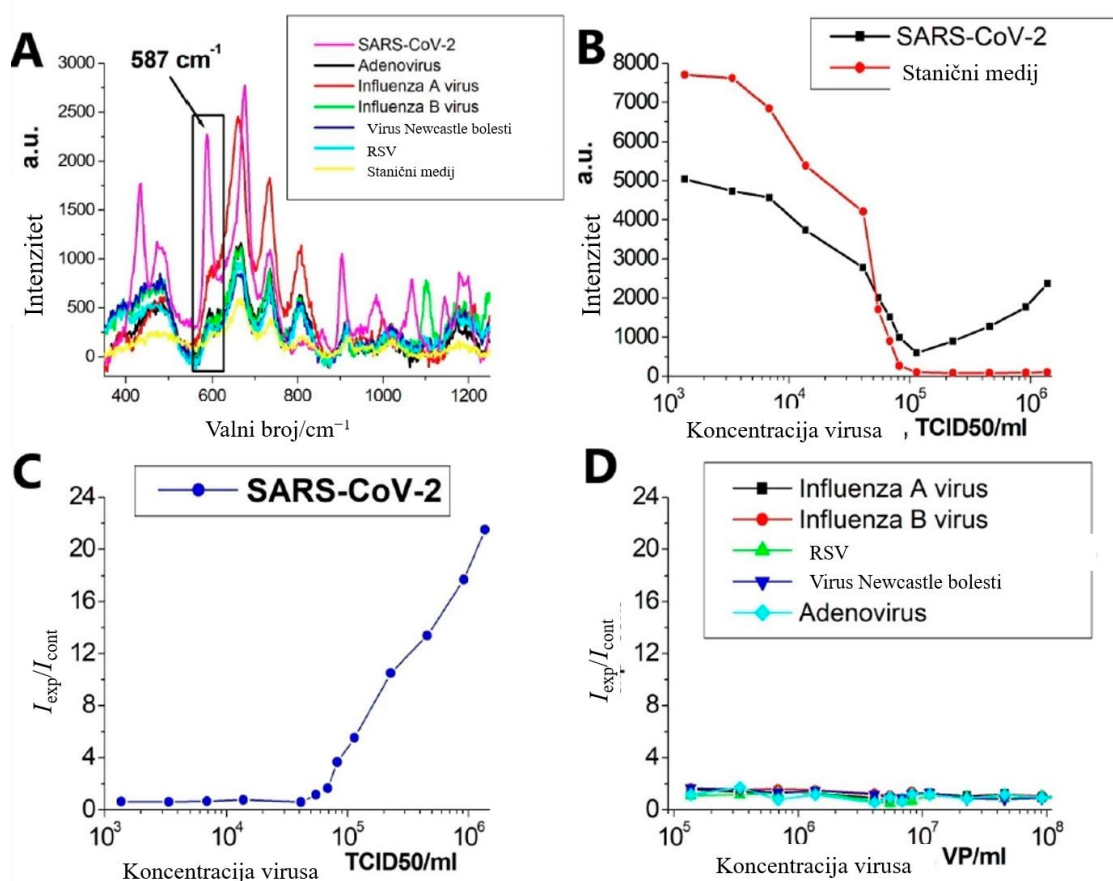 A
587 cm⁻¹
SARS-CoV-2
Adenovirus
Influenza A virus
Influenza B virus
Virus Newcastle bolesti
RSV
Stanični medij
Intenzitet a.u.
3000
2500
2000
1500
1000
500
0
400 600 800 1000 1200
Valni broj/cm⁻¹
B
SARS-CoV-2
Stanični medij
Intenzitet a.u.
8000
7000
6000
5000
4000
3000
2000
1000
0
10³ 10⁴ 10⁵ 10⁶
Koncentracija virusa , TCID50/ml
C
SARS-CoV-2
I_exp/I_cont
24
20
16
12
8
4
0
10³ 10⁴ 10⁵ 10⁶
Koncentracija virusa TCID50/ml
D
Influenza A virus
Influenza B virus
RSV
Virus Newcastle bolesti
Adenovirus
I_exp/I_cont
24
20
16
12
8
4
0
10⁵ 10⁶ 10⁷ 10⁸
Koncentracija virusa VP/ml